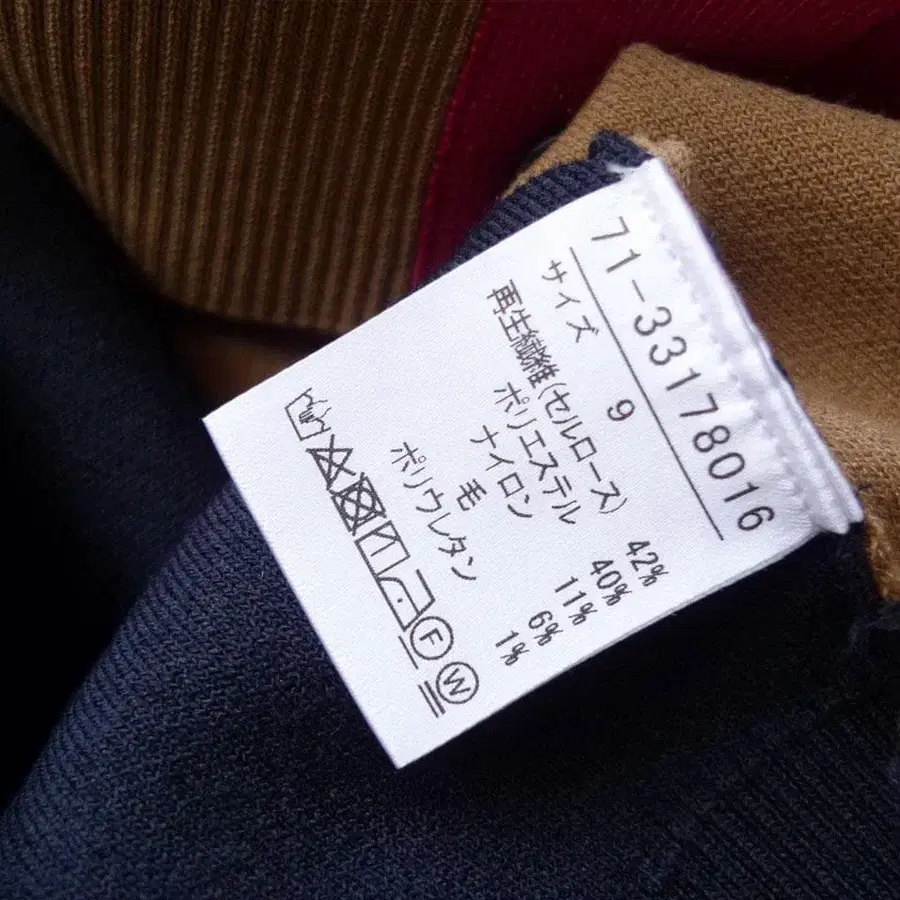 71-33178016
サイズ 9
再生繊維(セルロース) 42%
ポリエステル 40%
ナイロン 11%
毛 6%
ポリウレタン 1%
F
W